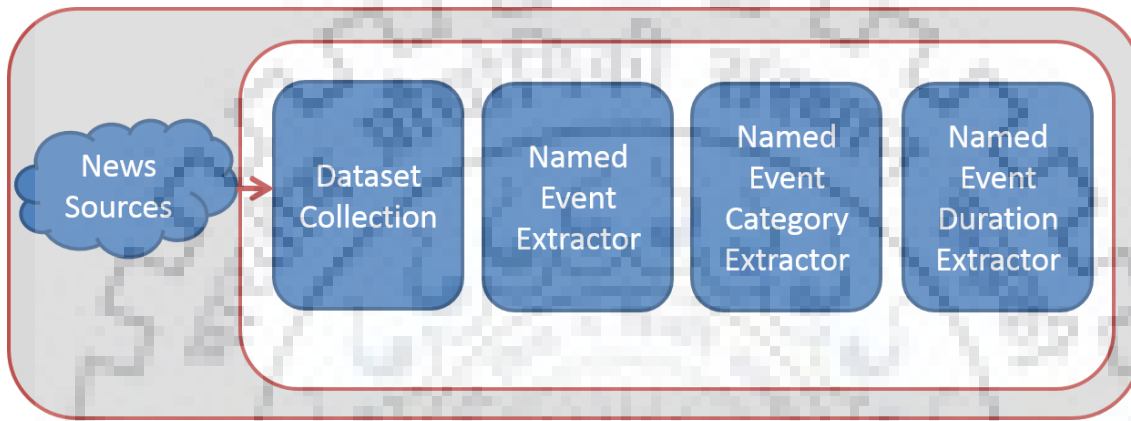 News
Sources
Dataset
Collection
Named
Event
Extractor
Named
Event
Category
Extractor
Named
Event
Duration
Extractor